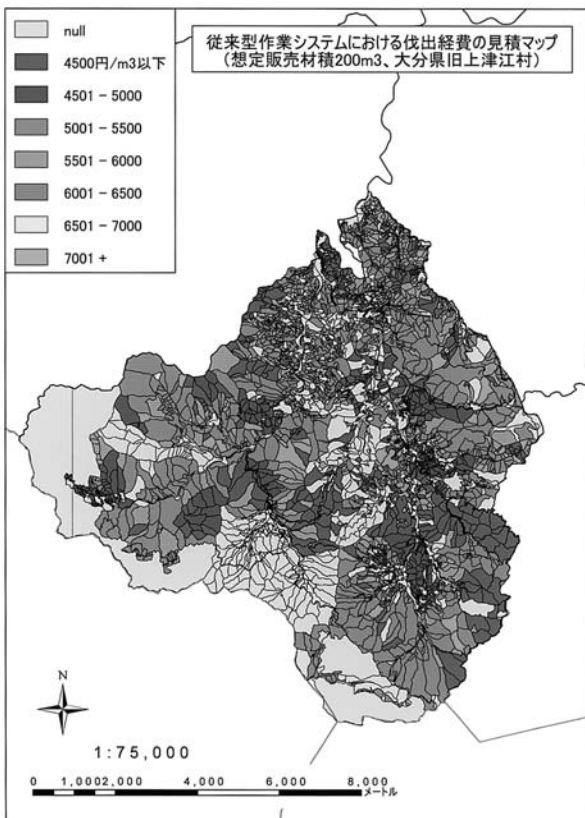 従来型作業システムにおける伐出経費の見積マップ
(想定販売材積200m3、大分県旧上津江村)
null
4500円/m3以下
4501 - 5000
5001 - 5500
5501 - 6000
6001 - 6500
6501 - 7000
7001 +
N
1:75,000
0 1,000 2,000 4,000 6,000 8,000
メートル